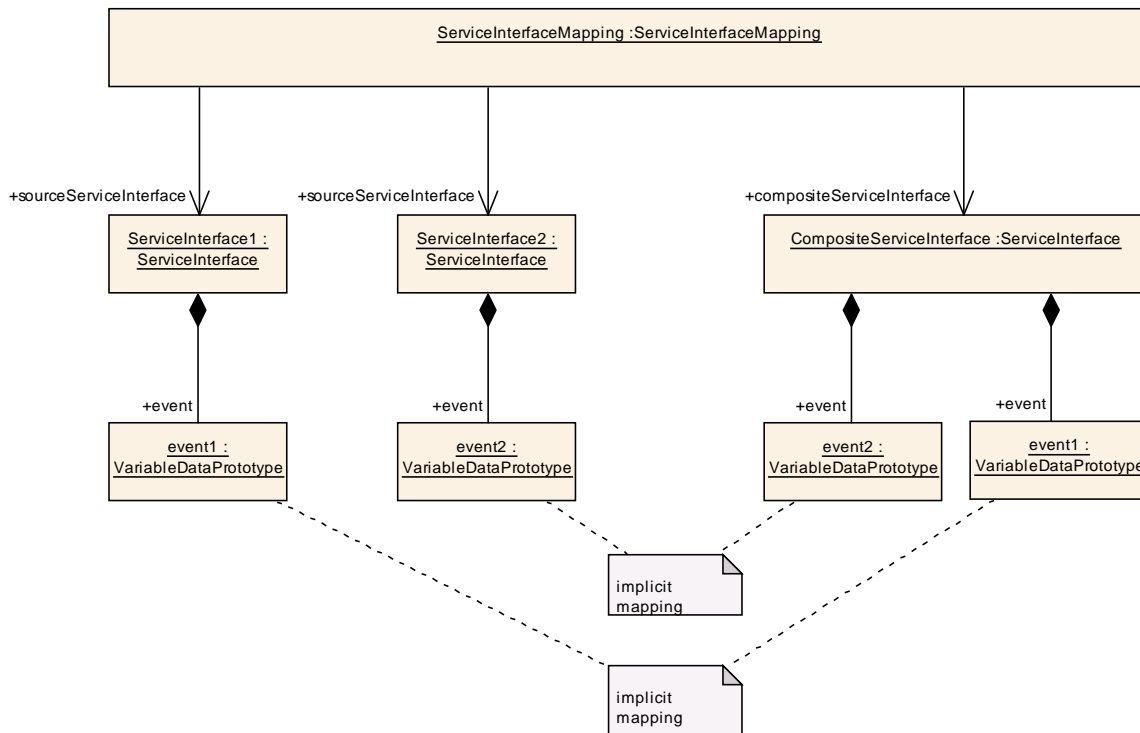 ServiceInterfaceMapping :ServiceInterfaceMapping
+sourceServiceInterface
+sourceServiceInterface
+compositeServiceInterface
ServiceInterface1 :
ServiceInterface
ServiceInterface2 :
ServiceInterface
CompositeServiceInterface :ServiceInterface
+event
+event
+event
+event
event1 :
VariableDataPrototype
event2 :
VariableDataPrototype
event2 :
VariableDataPrototype
event1 :
VariableDataPrototype
implicit
mapping
implicit
mapping